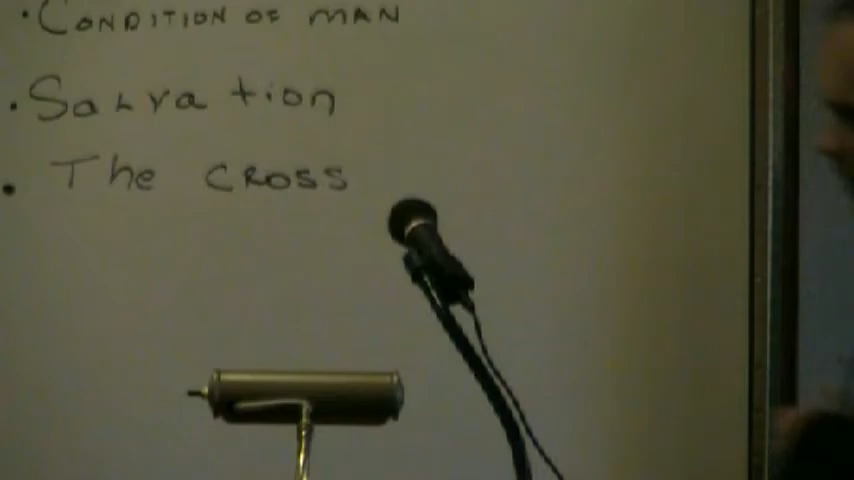 ·CONDITION OF MAN
·Salvation
· The CROSS